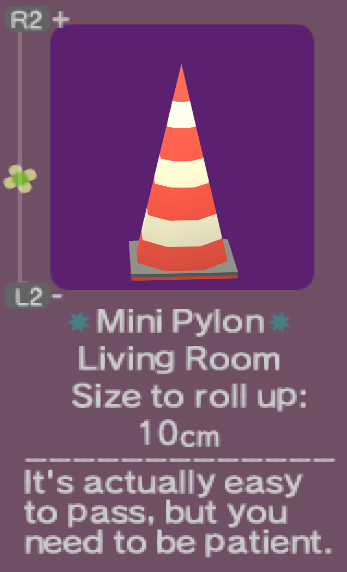 R2 +
L2 -
Mini Pylon
Living Room
Size to roll up:
10cm
It's actually easy
to pass, but you
need to be patient.